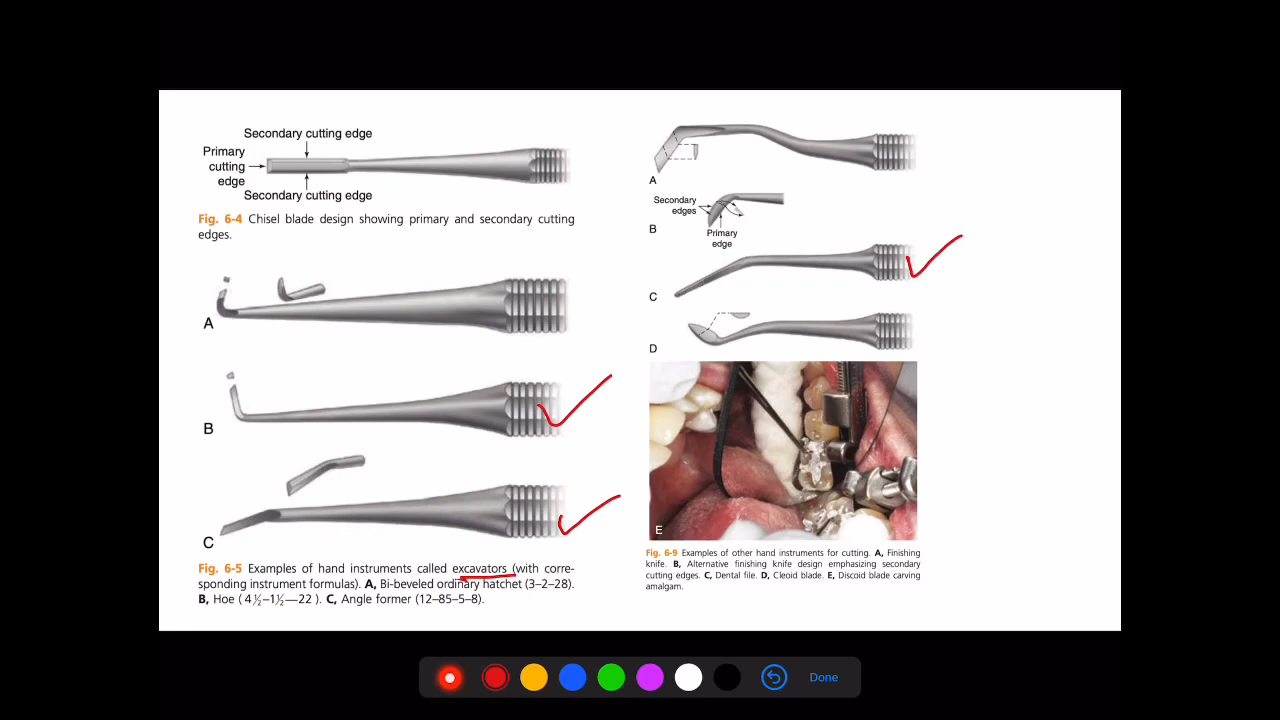 Secondary cutting edge
Primary
cutting
edge
Secondary cutting edge
Fig. 6-4 Chisel blade design showing primary and secondary cutting
edges.
A
B
C
Fig. 6-5 Examples of hand instruments called excavators (with corre-
sponding instrument formulas). A, Bi-beveled ordinary hatchet (3–2–28).
B, Hoe ( 4½–1½—22 ). C, Angle former (12–85–5–8).
A
Secondary
edges
Primary
edge
B
C
D
E
Fig. 6-9 Examples of other hand instruments for cutting. A, Finishing
knife. B, Alternative finishing knife design emphasizing secondary
cutting edges. C, Dental file. D, Cleoid blade. E, Discoid blade carving
amalgam.
Done